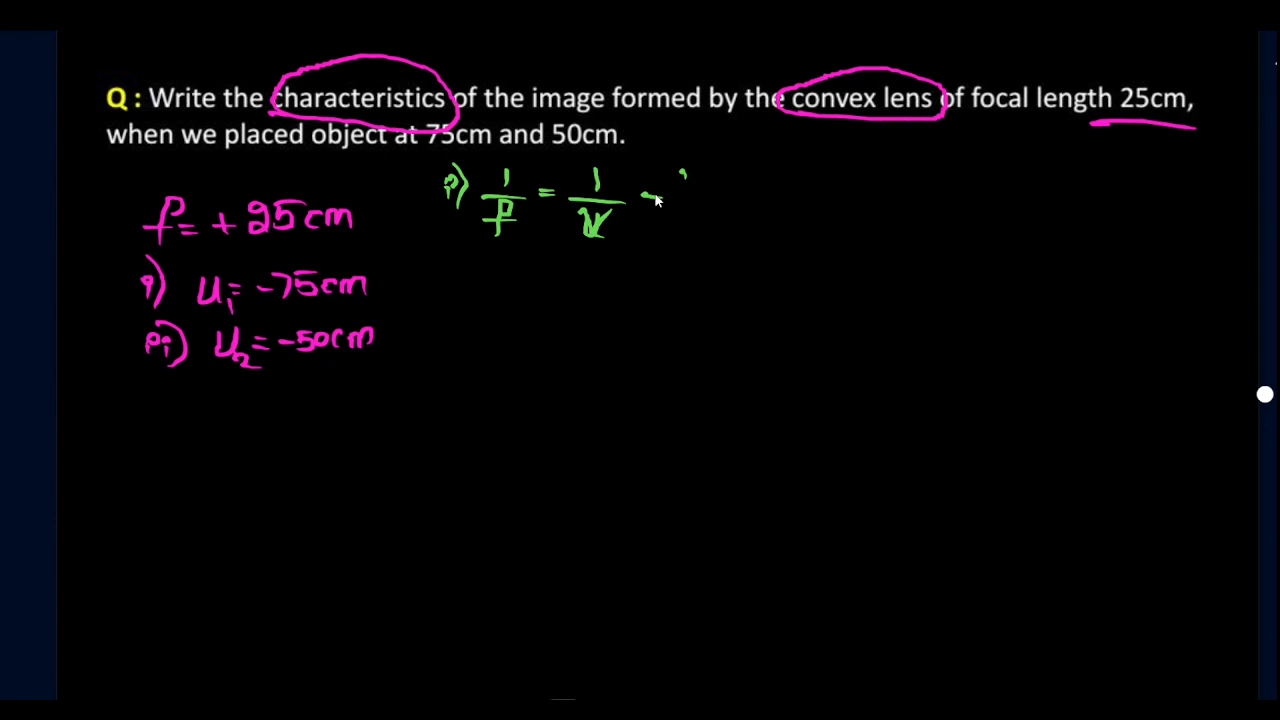 Q : Write the characteristics of the image formed by the convex lens of focal length 25cm,
when we placed object at 75cm and 50cm.
f = + 25cm
i) u₁ = -75cm
ii) u₂ = -50cm
i) 1/f = 1/v -